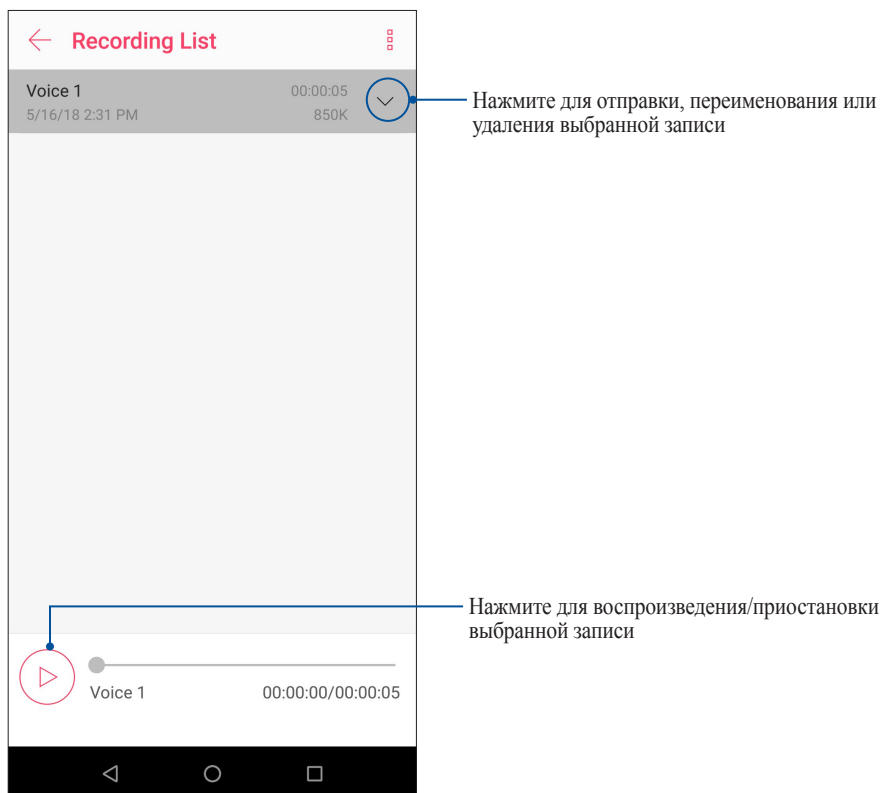 Recording List
Voice 1 00:00:05
5/16/18 2:31 PM 850K
Нажмите для отправки, переименования или
удаления выбранной записи
Нажмите для воспроизведения/приостановки
выбранной записи
Voice 1 00:00:00/00:00:05